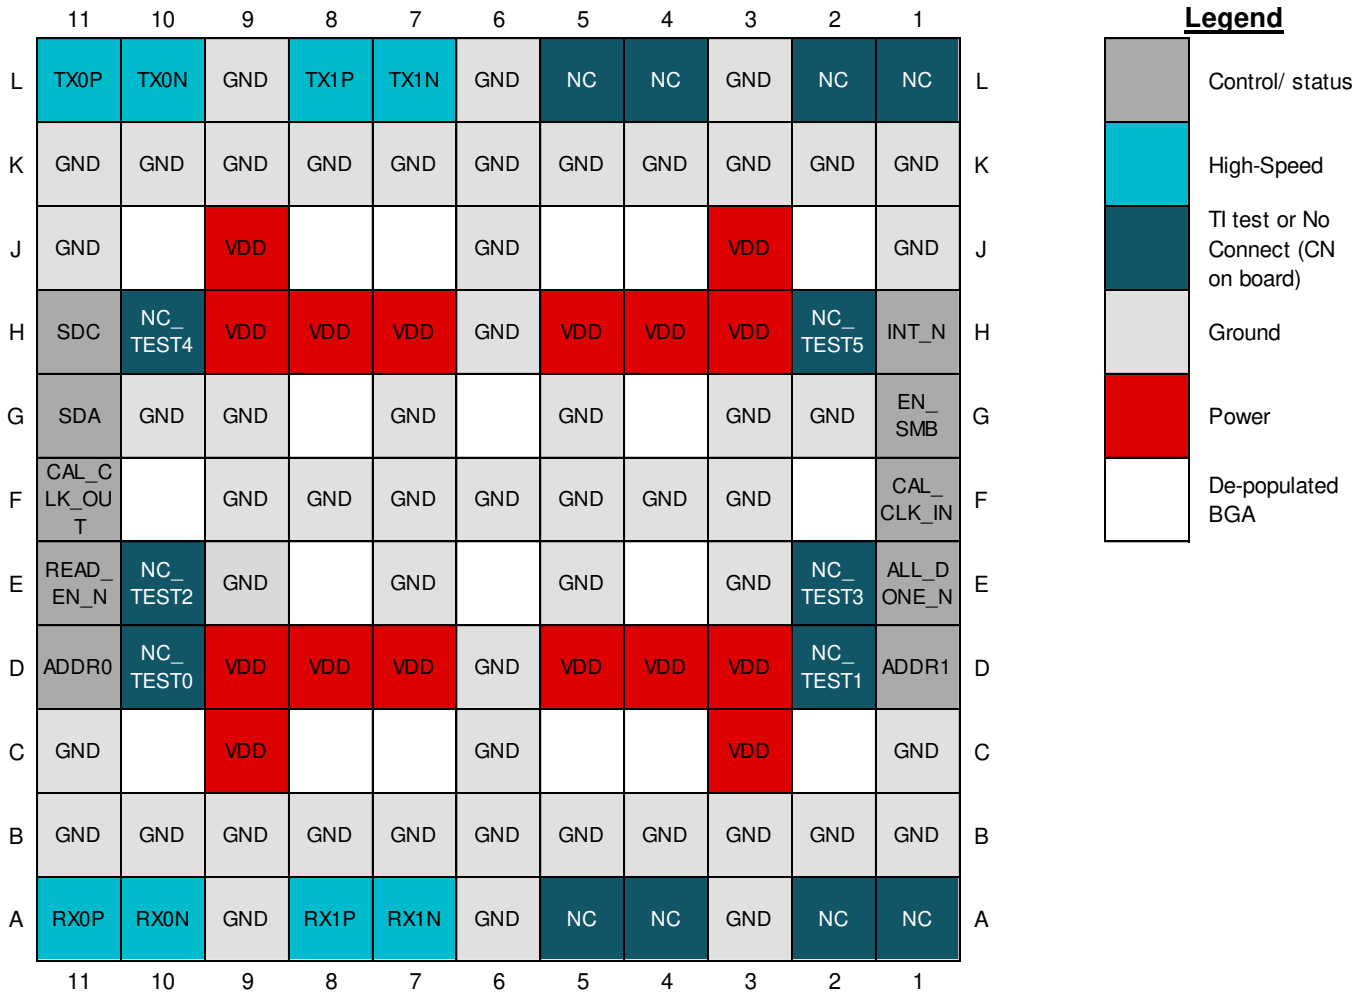 11 10 9 8 7 6 5 4 3 2 1
Legend
L TX0P TX0N GND TX1P TX1N GND NC NC GND NC NC L
Control/ status
K GND GND GND GND GND GND GND GND GND GND GND K
High-Speed
J GND VDD GND VDD GND J
TI test or No
Connect (CN
on board)
H SDC NC_
TEST4 VDD VDD VDD GND VDD VDD VDD NC_
TEST5 INT_N H
Ground
G SDA GND GND GND GND GND GND EN_
SMB G
Power
F CAL_C
LK_OU
T GND GND GND GND GND GND GND CAL_
CLK_IN F
De-populated
BGA
E READ_
EN_N NC_
TEST2 GND GND GND GND NC_
TEST3 ALL_D
ONE_N E
D ADDR0 NC_
TEST0 VDD VDD VDD GND VDD VDD VDD NC_
TEST1 ADDR1 D
C GND VDD GND VDD GND C
B GND GND GND GND GND GND GND GND GND GND GND B
A RX0P RX0N GND RX1P RX1N GND NC NC GND NC NC A
11 10 9 8 7 6 5 4 3 2 1